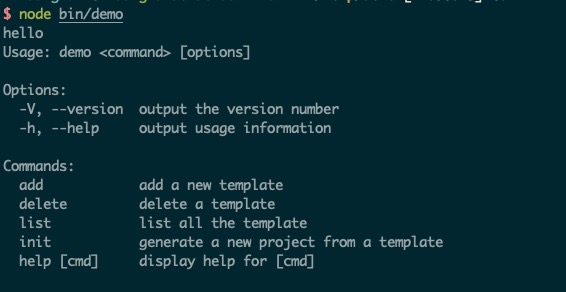 $ node bin/demo
hello
Usage: demo <command> [options]
Options:
-V, --version output the version number
-h, --help output usage information
Commands:
add add a new template
delete delete a template
list list all the template
init generate a new project from a template
help [cmd] display help for [cmd]